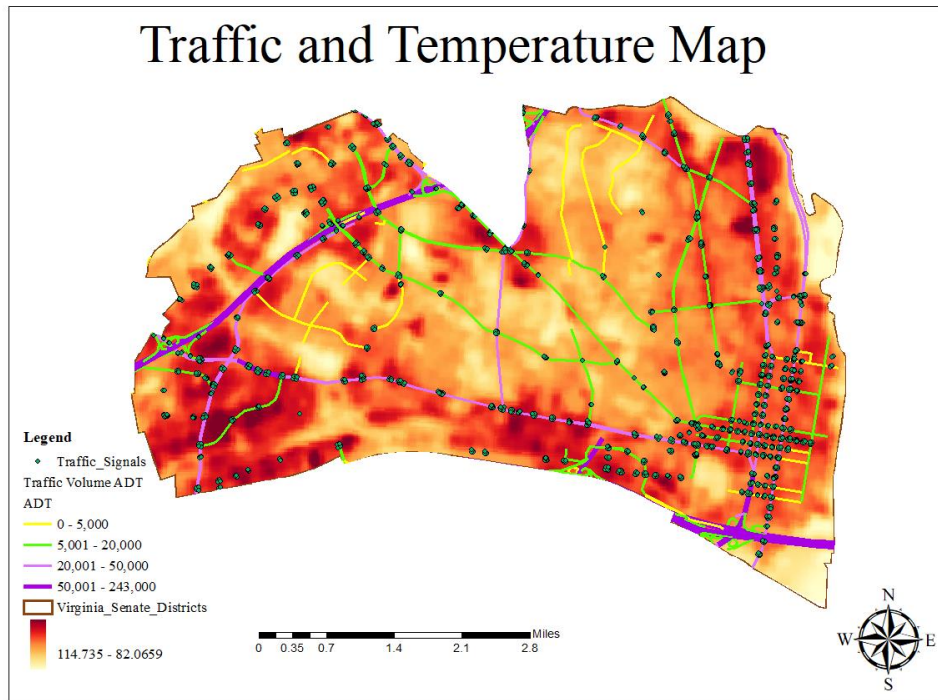 Traffic and Temperature Map
Legend
Traffic_Signals
Traffic Volume ADT
ADT
0 - 5,000
5,001 - 20,000
20,001 - 50,000
50,001 - 243,000
Virginia_Senate_Districts
114.735 - 82.0659
Miles
0 0.35 0.7 1.4 2.1 2.8
N
W E
S